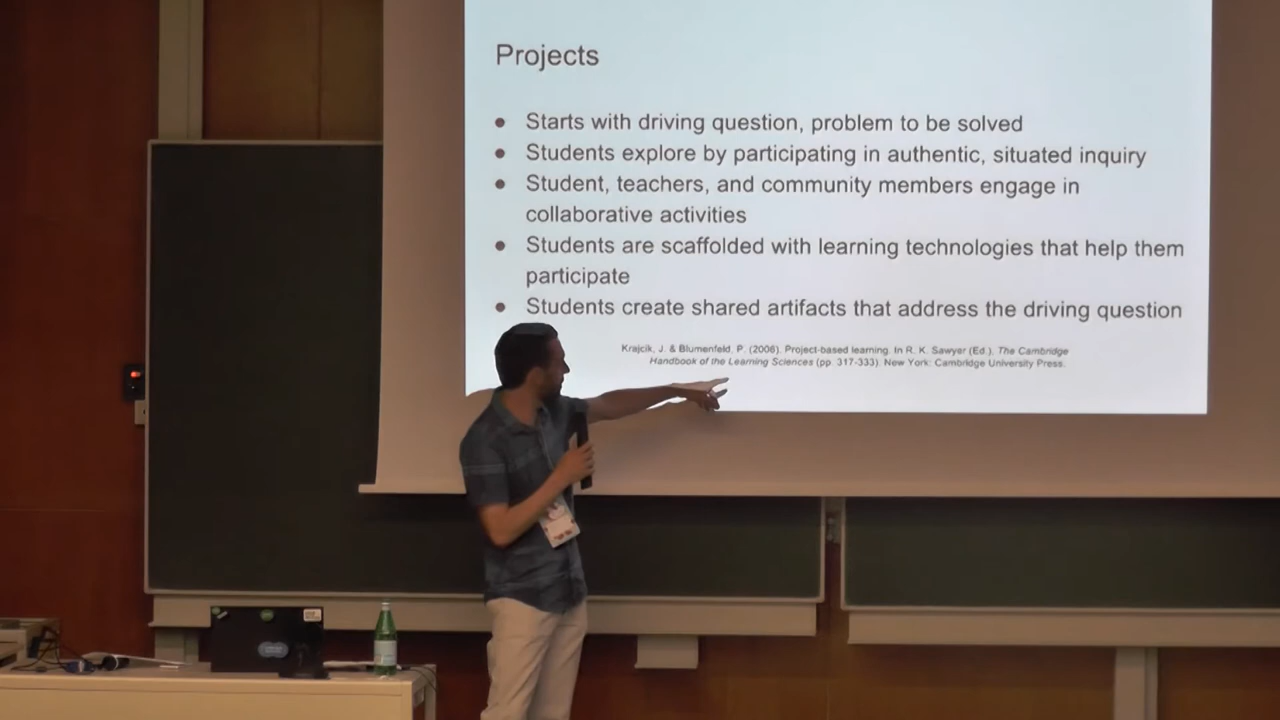 Projects
● Starts with driving question, problem to be solved
● Students explore by participating in authentic, situated inquiry
● Student, teachers, and community members engage in
collaborative activities
● Students are scaffolded with learning technologies that help them
participate
● Students create shared artifacts that address the driving question
Krajcik, J. & Blumenfeld, P. (2006). Project-based learning. In R. K. Sawyer (Ed.). The Cambridge
Handbook of the Learning Sciences (pp. 317-333). New York: Cambridge University Press.